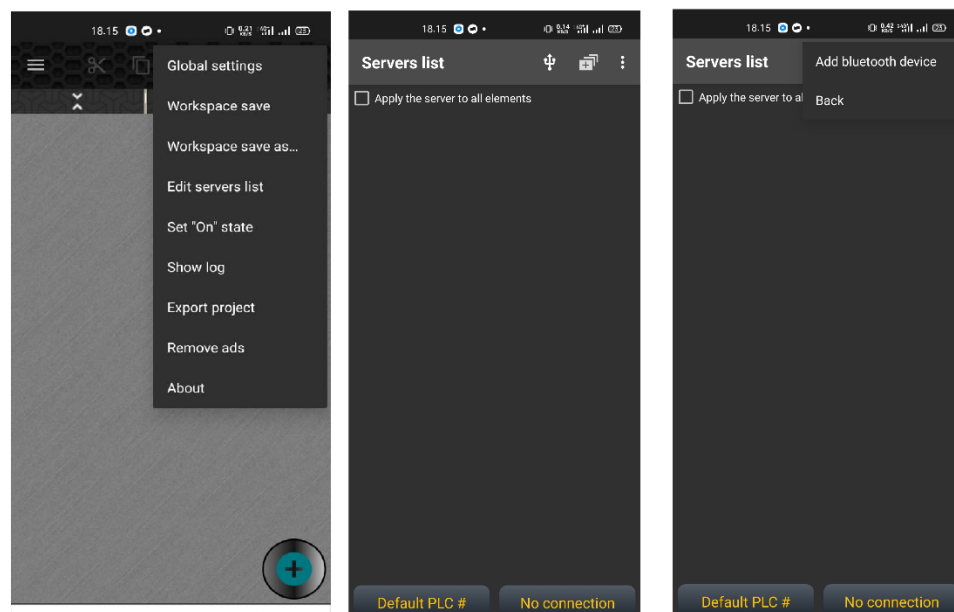 18.15
Global settings
Workspace save
Workspace save as...
Edit servers list
Set "On" state
Show log
Export project
Remove ads
About
18.15
Servers list
Apply the server to all elements
Default PLC #
No connection
18.15
Servers list
Add bluetooth device
Apply the server to al
Back
Default PLC #
No connection